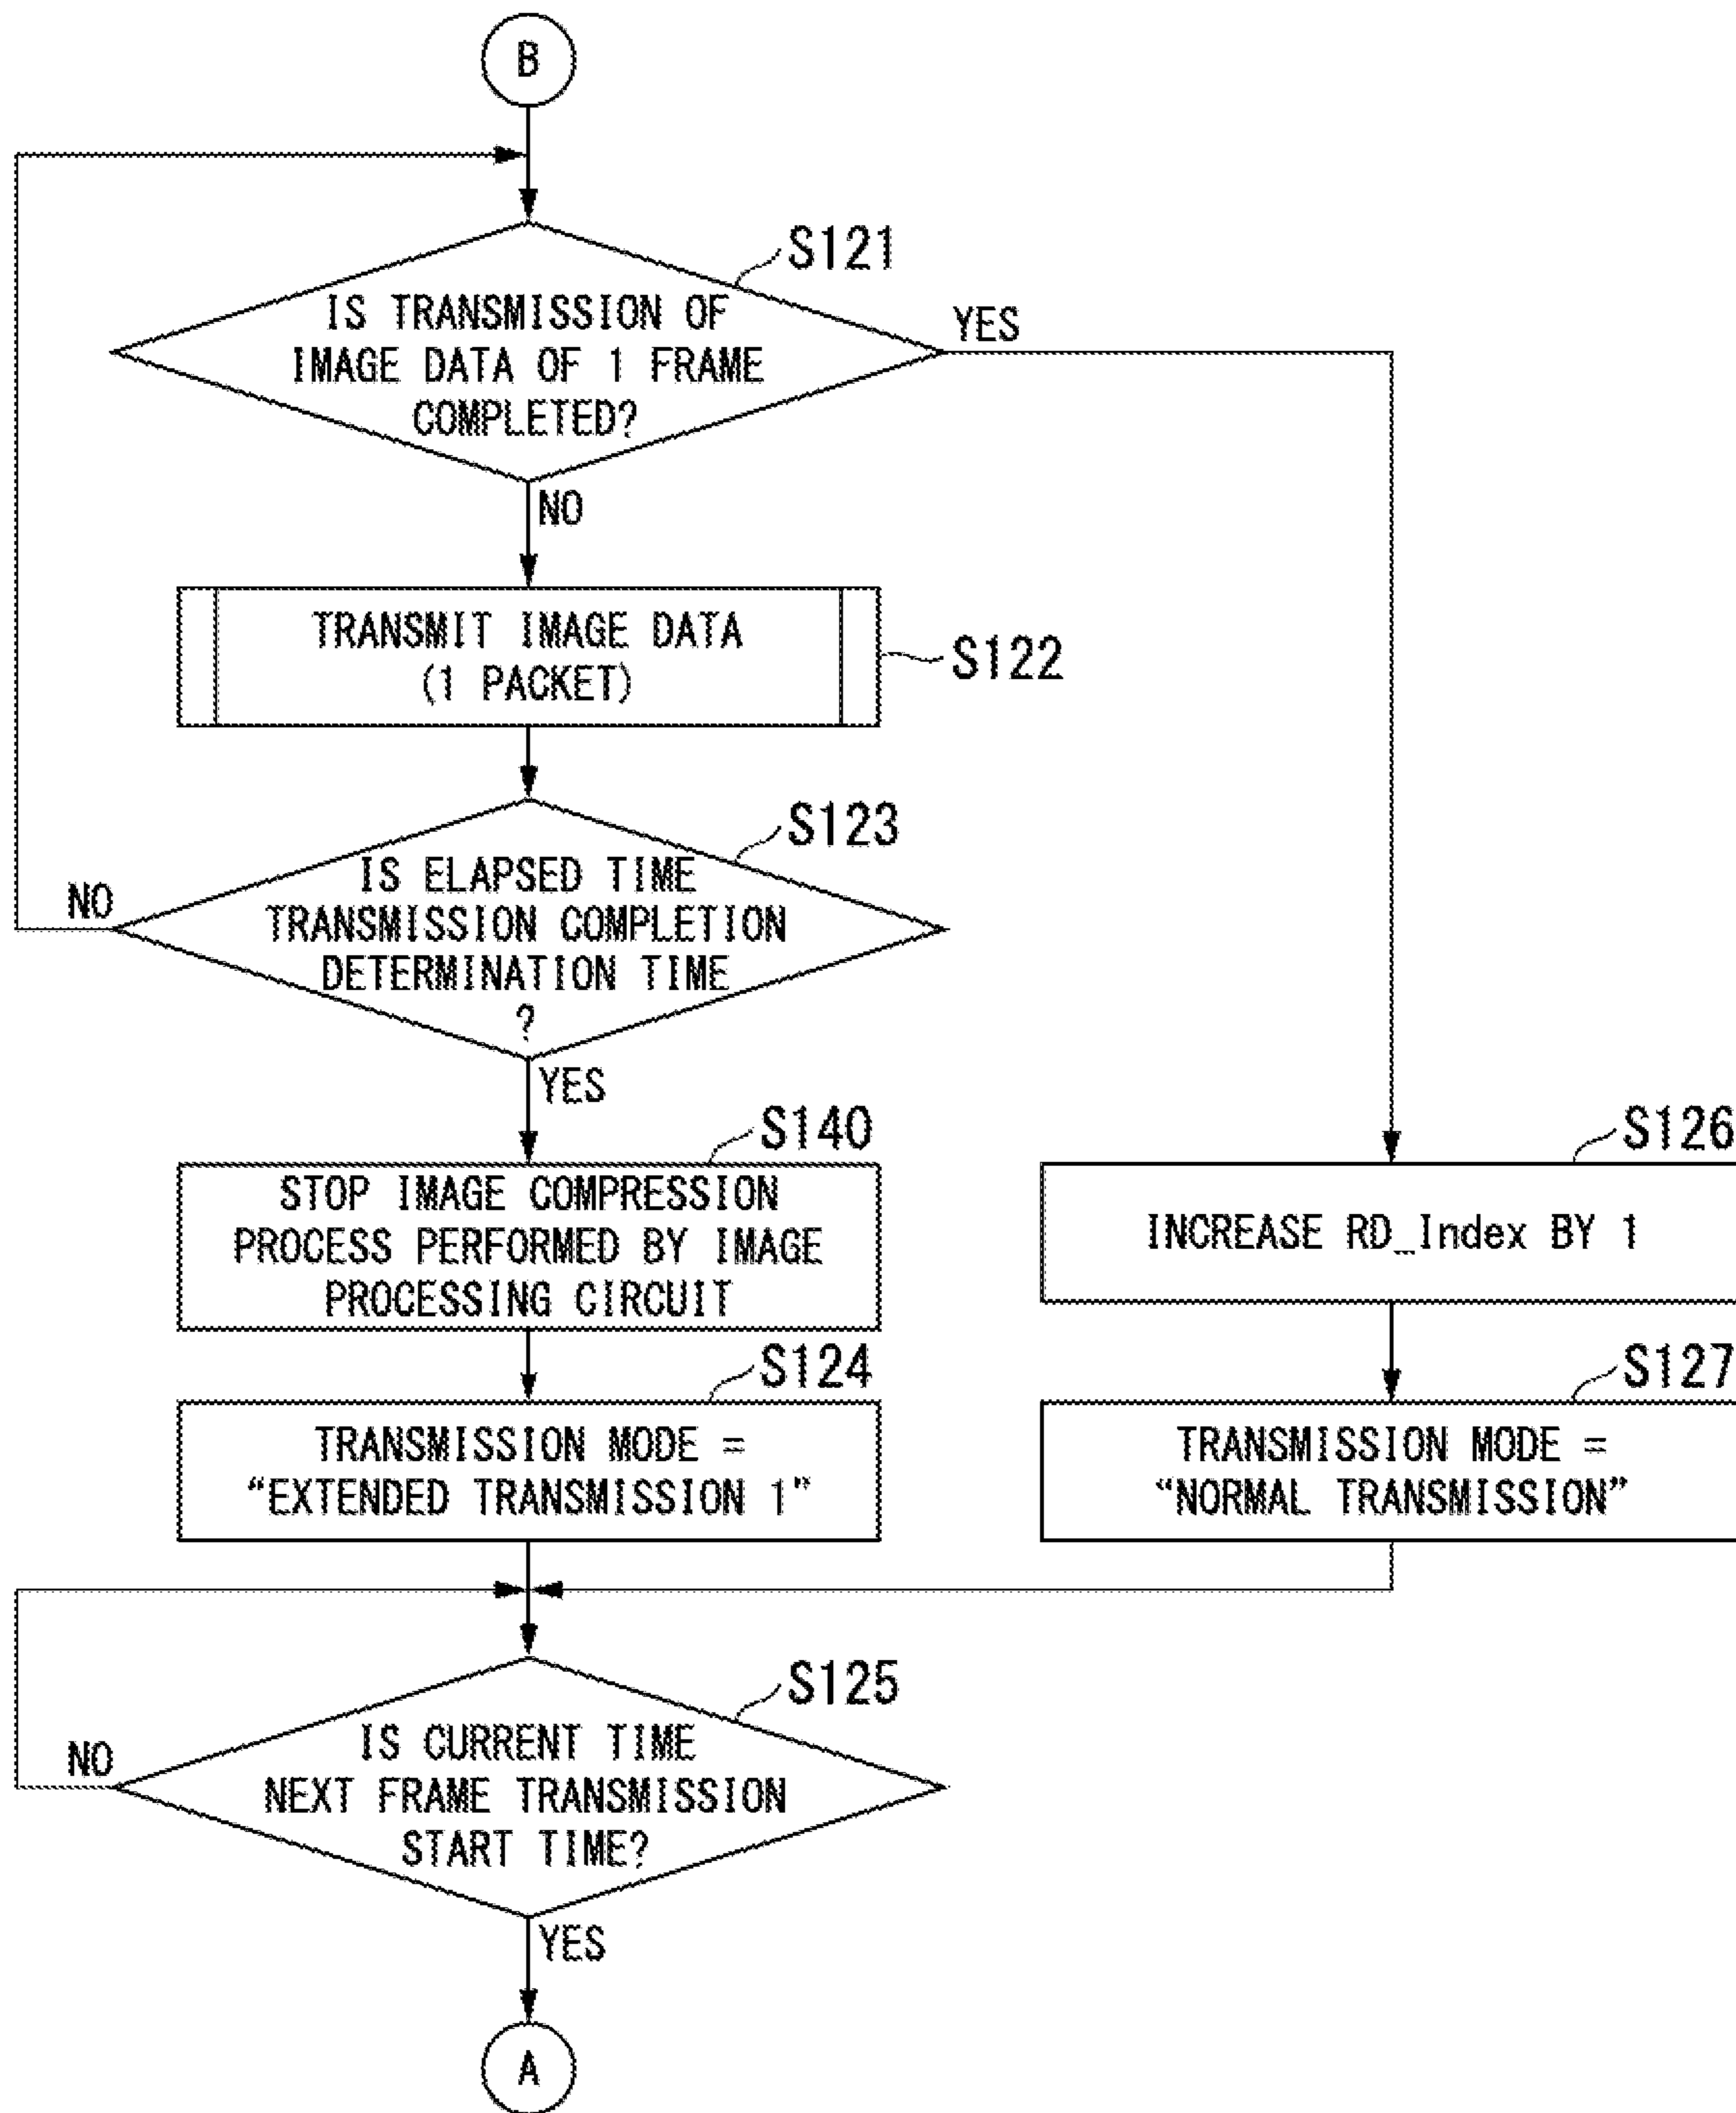 B
S121
IS TRANSMISSION OF
IMAGE DATA OF 1 FRAME
COMPLETED?
YES
NO
TRANSMIT IMAGE DATA
(1 PACKET)
S122
S123
IS ELAPSED TIME
TRANSMISSION COMPLETION
DETERMINATION TIME
?
NO
YES
S140
STOP IMAGE COMPRESSION
PROCESS PERFORMED BY IMAGE
PROCESSING CIRCUIT
S126
INCREASE RD_Index BY 1
S124
TRANSMISSION MODE =
“EXTENDED TRANSMISSION 1”
S127
TRANSMISSION MODE =
“NORMAL TRANSMISSION”
S125
IS CURRENT TIME
NEXT FRAME TRANSMISSION
START TIME?
NO
YES
A